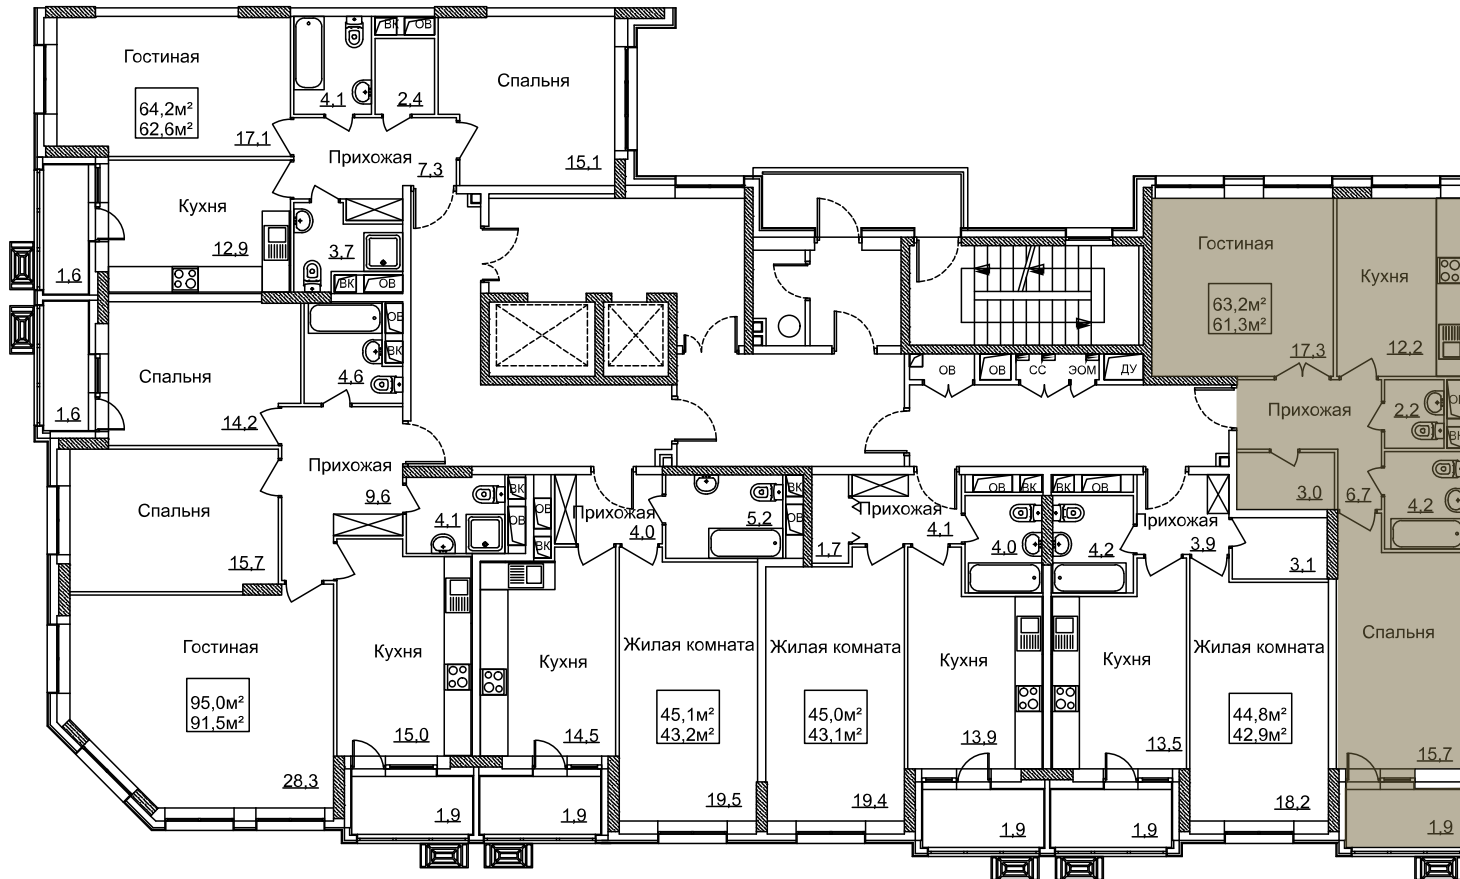 Гостиная
64,2м²
62,6м²
17,1
4,1
ВК
ОВ
2,4
Спальня
15,1
Прихожая
7,3
Кухня
12,9
3,7
ВК
ОВ
1,6
1,6
Спальня
14,2
ОВ
ВК
4,6
Прихожая
9,6
Спальня
15,7
4,1
ВК
ОВ
ОВ
ВК
Гостиная
95,0м²
91,5м²
28,3
Кухня
15,0
1,9
Прихожая
4,0
5,2
ВК
ОВ
Кухня
14,5
1,9
Жилая комната
45,1м²
43,2м²
19,5
Прихожая
4,1
1,7
ОВ
ВК
4,0
Жилая комната
45,0м²
43,1м²
19,4
Кухня
13,9
1,9
ВК
ОВ
4,2
Прихожая
3,9
3,1
Кухня
13,5
1,9
Жилая комната
44,8м²
42,9м²
18,2
ОВ
ОВ
СС
ЭОМ
ДУ
Гостиная
63,2м²
61,3м²
17,3
Кухня
12,2
Прихожая
2,2
ВК
3,0
6,7
4,2
Спальня
15,7
1,9